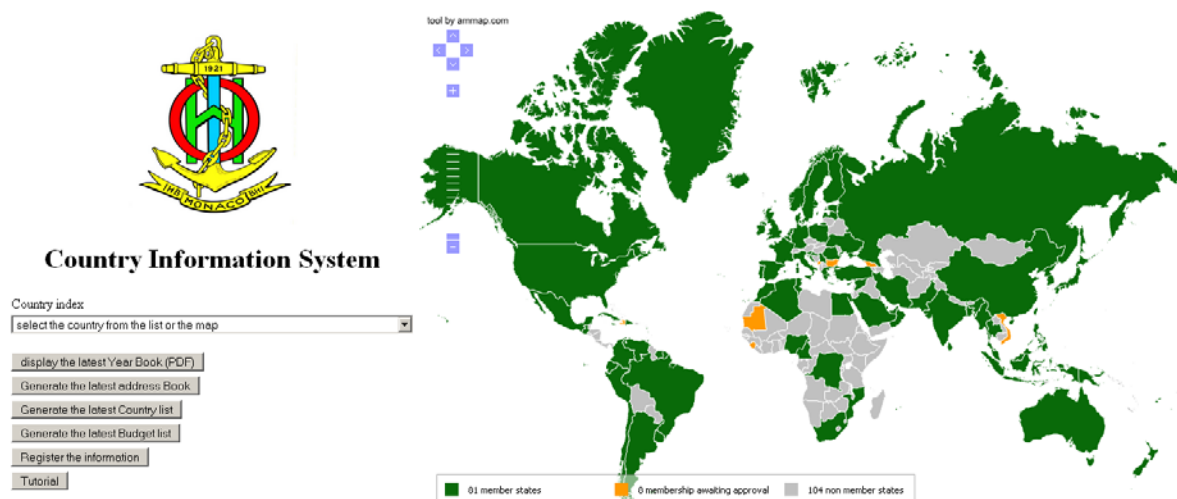 tool by ammap.com
1921
IHB MONACO BHI
Country Information System
Country index
select the country from the list or the map
display the latest Year Book (PDF)
Generate the latest address Book
Generate the latest Country list
Generate the latest Budget list
Register the information
Tutorial
81 member states
8 membership awaiting approval
104 non member states